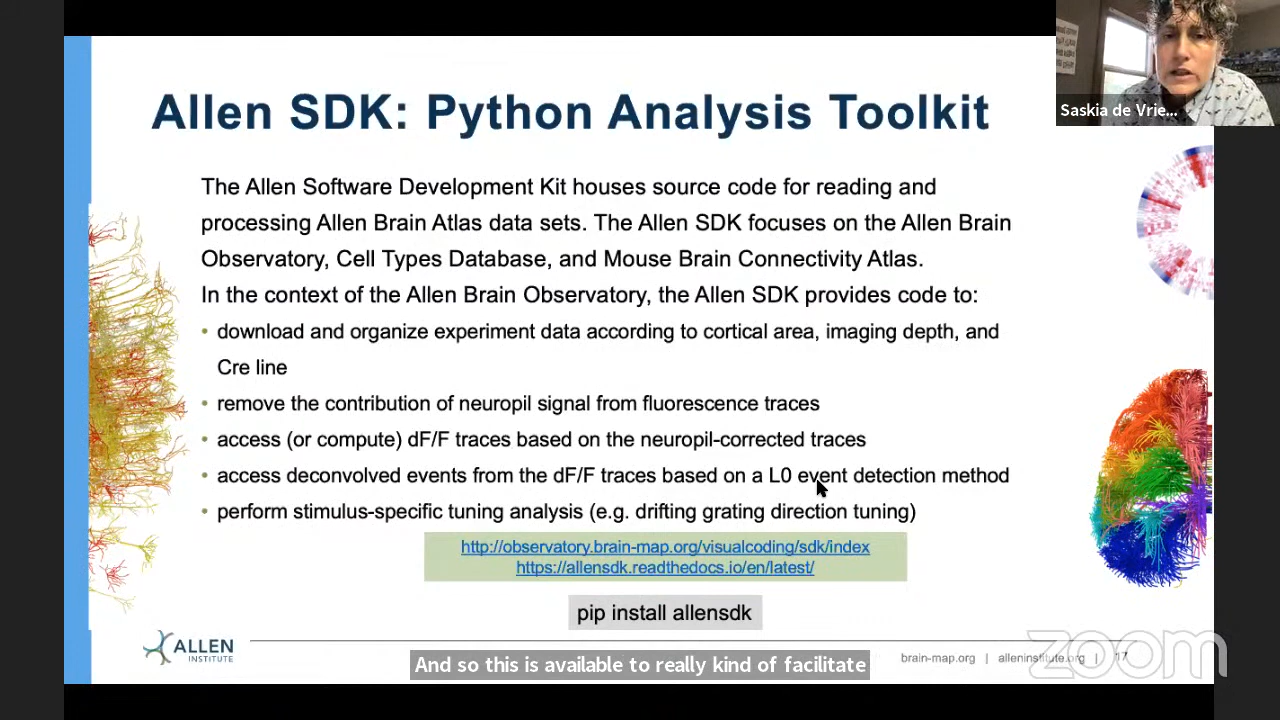 Saskia de Vrie...
Allen SDK: Python Analysis Toolkit
The Allen Software Development Kit houses source code for reading and
processing Allen Brain Atlas data sets. The Allen SDK focuses on the Allen Brain
Observatory, Cell Types Database, and Mouse Brain Connectivity Atlas.
In the context of the Allen Brain Observatory, the Allen SDK provides code to:
• download and organize experiment data according to cortical area, imaging depth, and
Cre line
• remove the contribution of neuropil signal from fluorescence traces
• access (or compute) dF/F traces based on the neuropil-corrected traces
• access deconvolved events from the dF/F traces based on a L0 event detection method
• perform stimulus-specific tuning analysis (e.g. drifting grating direction tuning)
http://observatory.brain-map.org/visualcoding/sdk/index
https://allensdk.readthedocs.io/en/latest/
pip install allensdk
ALLEN
INSTITUTE
brain-map.org | alleninstitute.org | 17
zoom
And so this is available to really kind of facilitate